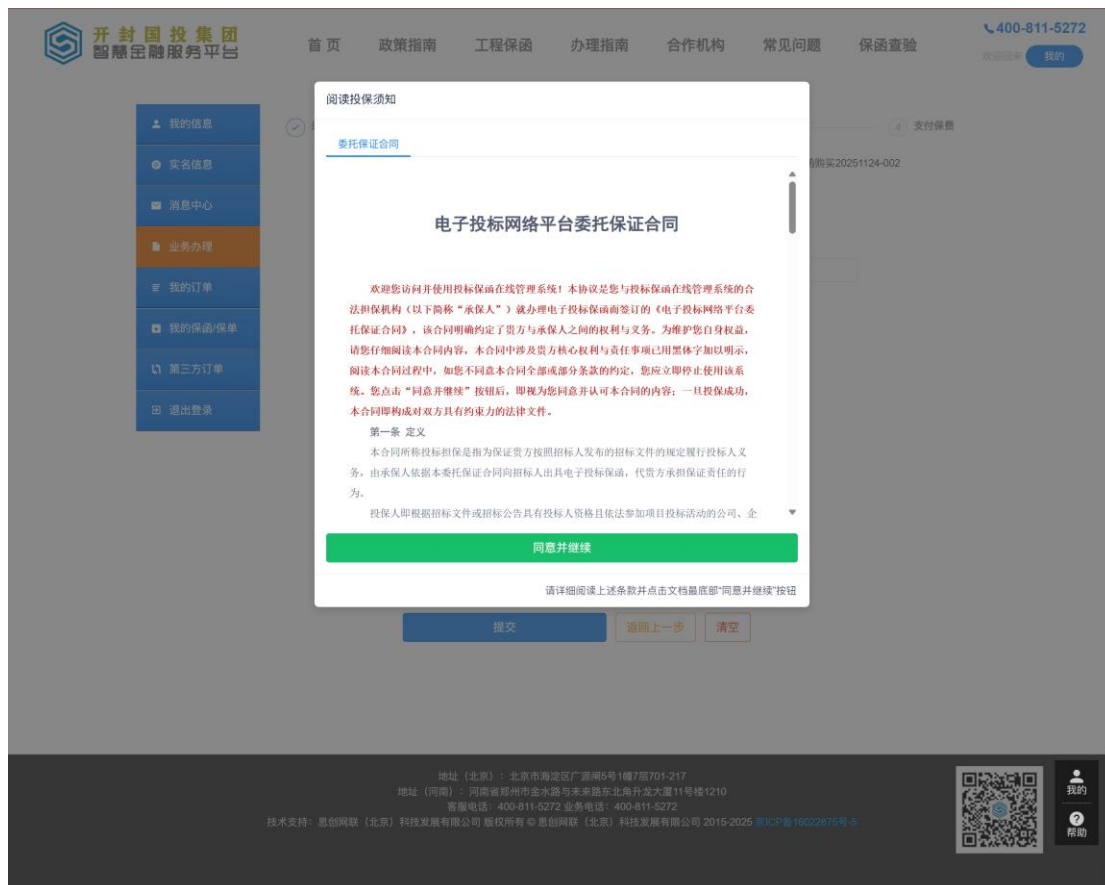 开封国投集团
智慧金融服务平台
首 页 政策指南 工程保函 办理指南 合作机构 常见问题 保函查验
400-811-5272
欢迎回来 我的
阅读投保须知
我的信息
4 支付保费
委托保证合同
实名信息
购买20251124-002
消息中心
电子投标网络平台委托保证合同
业务办理
欢迎您访问并使用投标保函在线管理系统！本协议是您与投标保函在线管理系统的合
我的订单
法担保机构（以下简称“承保人”）就办理电子投标保函而签订的《电子投标网络平台委
托保证合同》，该合同明确约定了贵方与承保人之间的权利与义务。为维护您自身权益，
我的保函/保单
请您仔细阅读本合同内容，本合同中涉及贵方核心权利与责任事项已用黑体字加以明示，
阅读本合同过程中，如您不同意本合同全部或部分条款的约定，您应立即停止使用该系
第三方订单
统。您点击“同意并继续”按钮后，即视为您同意并认可本合同的内容；一旦投保成功，
本合同即构成对双方具有约束力的法律文件。
退出登录
第一条 定义
本合同所称投标担保是指为保证贵方按照招标人发布的招标文件的规定履行投标人义
务，由承保人依据本委托保证合同向招标人出具电子投标保函，代贵方承担保证责任的行
为。
投保人即根据招标文件或招标公告具有投标人资格且依法参加项目投标活动的公司、企
同意并继续
请详细阅读上述条款并点击文档最底部“同意并继续”按钮
提交 返回上一步 清空
地址（北京）：北京市海淀区广源闸5号1幢7层701-217
地址（河南）：河南省郑州市金水路与未来路东北角升龙大厦11号楼1210
客服电话：400-811-5272 业务电话：400-811-5272
技术支持：思创网联（北京）科技发展有限公司 版权所有 © 思创网联（北京）科技发展有限公司 2015-2025 京ICP备16022875号-5
我的
帮助